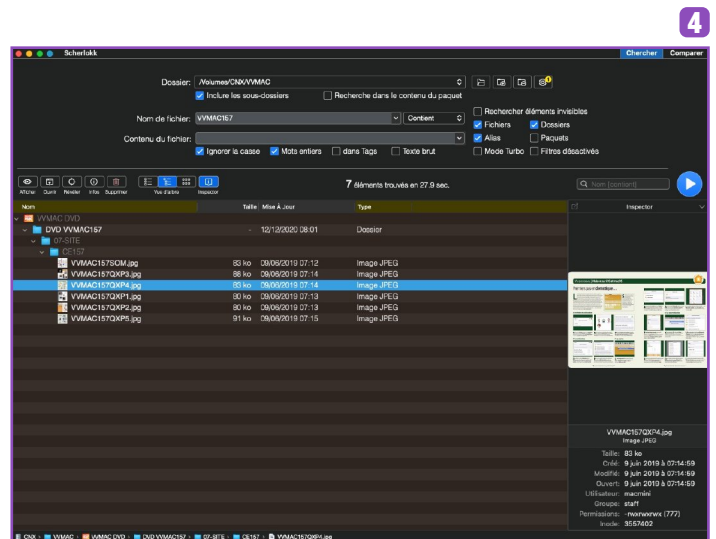 4
Scherfokk Chercher Comparer
Dossier: /Volumes/CNX/VVMAC
Inclure les sous-dossiers Recherche dans le contenu du paquet
Rechercher éléments invisibles
Nom de fichier: VVMAC157 Contient
Fichiers Dossiers
Contenu du fichier: Alias Paquets
Ignorer la casse Mots entiers dans Tags Texte brut Mode Turbo Filtres désactivés
7 éléments trouvés en 27.9 sec. Nom (contient)
Afficher Ouvrir Révéler Infos Supprimer Vue d'arbre Inspector
Nom Taille Mise À Jour Type Inspector
VVMAC DVD
DVD VVMAC157 - 12/12/2020 08:01 Dossier
07-SITE
CE157
VVMAC157SOM.jpg 83 ko 09/06/2019 07:12 Image JPEG
VVMAC157QXP3.jpg 88 ko 09/06/2019 07:14 Image JPEG
VVMAC157QXP4.jpg 83 ko 09/06/2019 07:14 Image JPEG
VVMAC157QXP1.jpg 80 ko 09/06/2019 07:13 Image JPEG
VVMAC157QXP2.jpg 80 ko 09/06/2019 07:13 Image JPEG
VVMAC157QXP5.jpg 91 ko 09/06/2019 07:15 Image JPEG
VVMAC157QXP4.jpg
Image JPEG
Taille: 83 ko
Créé: 9 juin 2019 à 07:14:59
Modifié: 9 juin 2019 à 07:14:59
Ouvert: 9 juin 2019 à 07:14:59
Utilisateur: macmini
Groupe: staff
Permissions: -rwxrwxrwx (777)
Inode: 3557402
CNX › VVMAC › VVMAC DVD › DVD VVMAC157 › 07-SITE › CE157 › VVMAC157QXP4.jpg